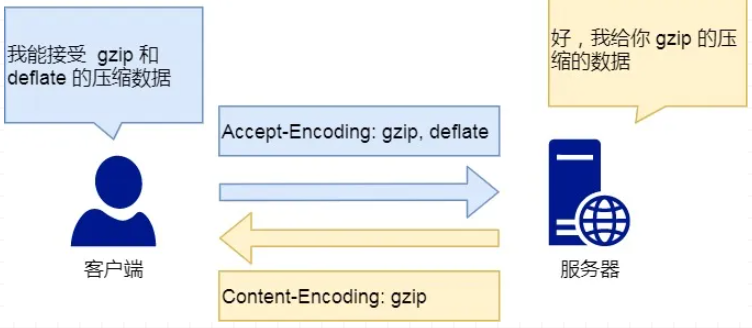 我能接受 gzip 和
deflate 的压缩数据
好，我给你 gzip 的压
缩的数据
Accept-Encoding: gzip, deflate
客户端
服务器
Content-Encoding: gzip